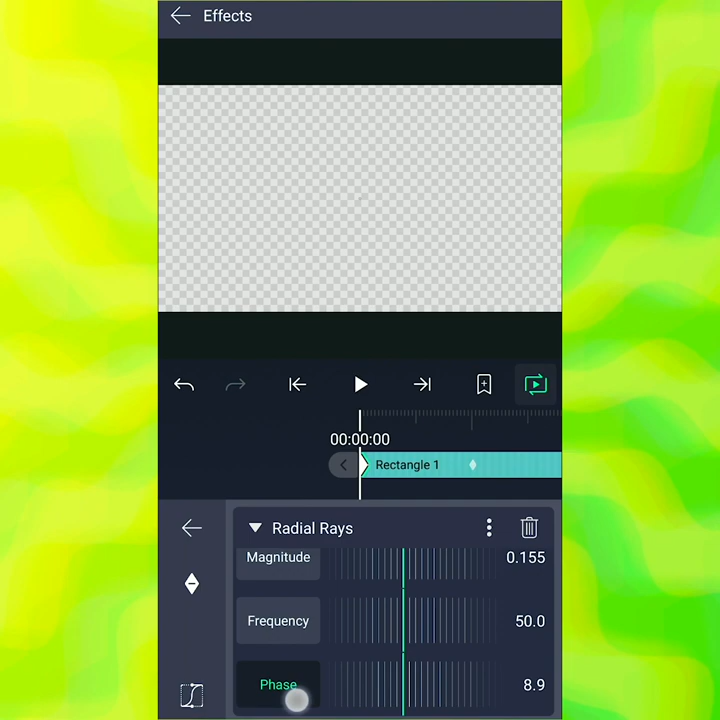 Effects
00:00:00
Rectangle 1
Radial Rays
Magnitude 0.155
Frequency 50.0
Phase 8.9